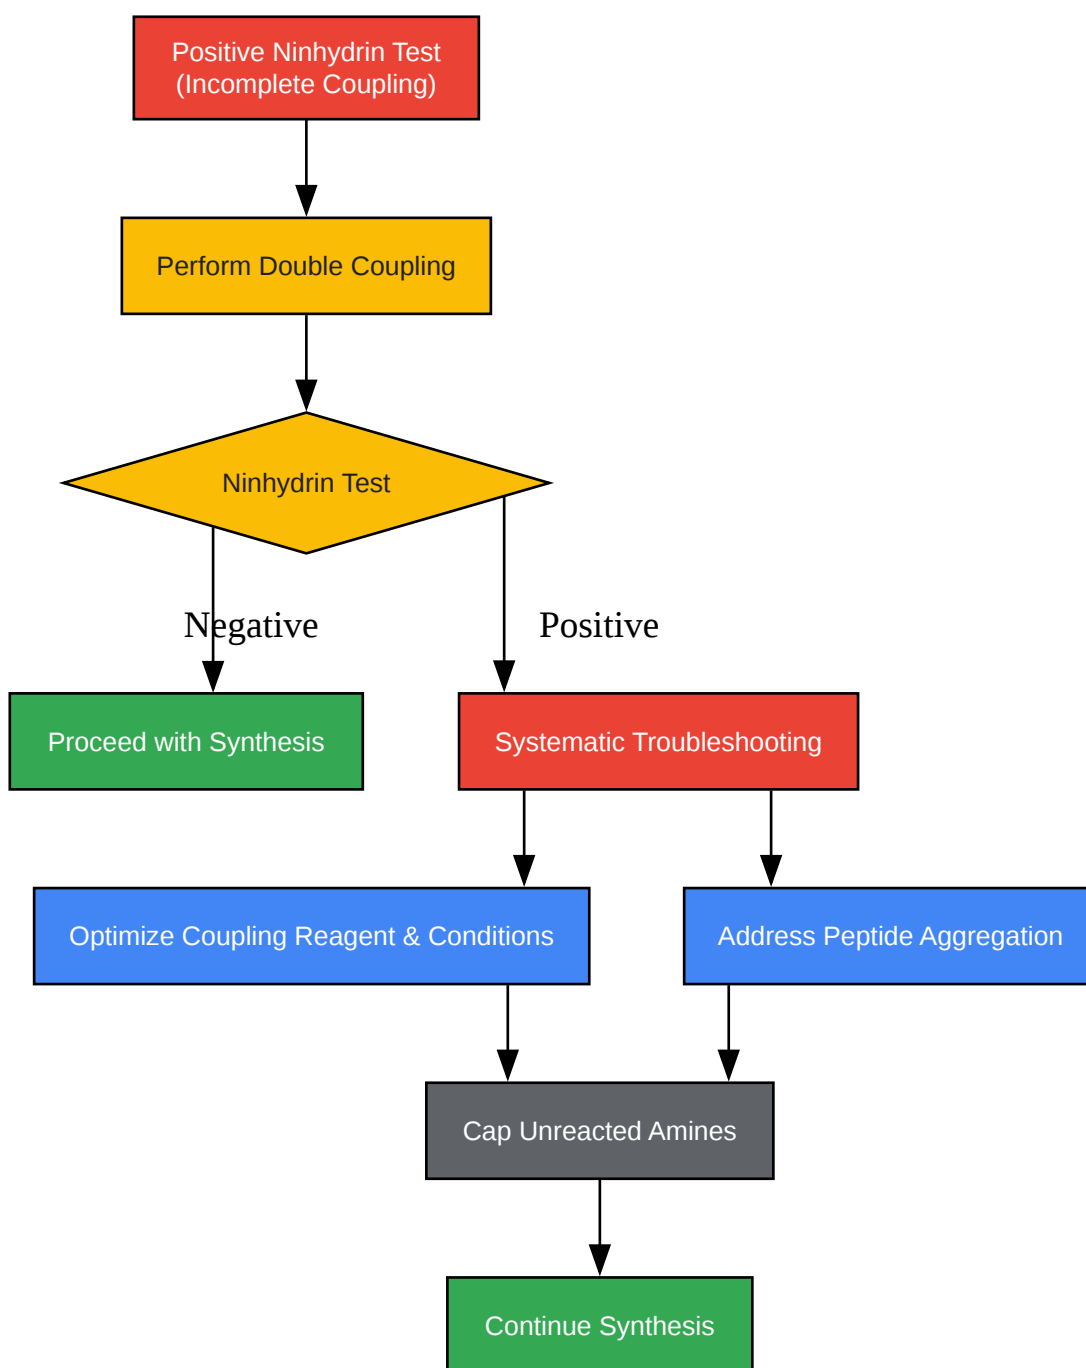 Positive Ninhydrin Test
(Incomplete Coupling)
Perform Double Coupling
Ninhydrin Test
Negative
Positive
Proceed with Synthesis
Systematic Troubleshooting
Optimize Coupling Reagent & Conditions
Address Peptide Aggregation
Cap Unreacted Amines
Continue Synthesis